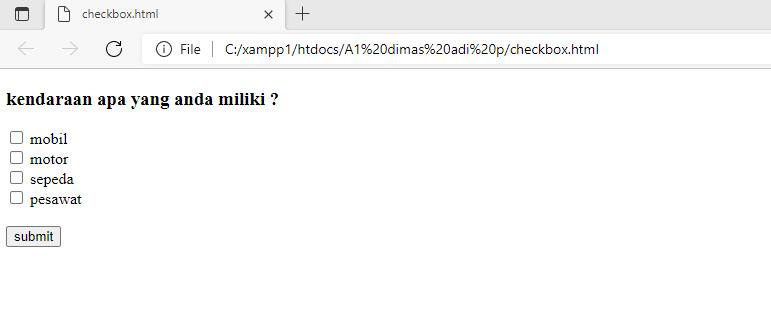 checkbox.html
File
C:/xampp1/htdocs/A1%20dimas%20adi%20p/checkbox.html
kendaraan apa yang anda miliki ?
mobil
motor
sepeda
pesawat
submit